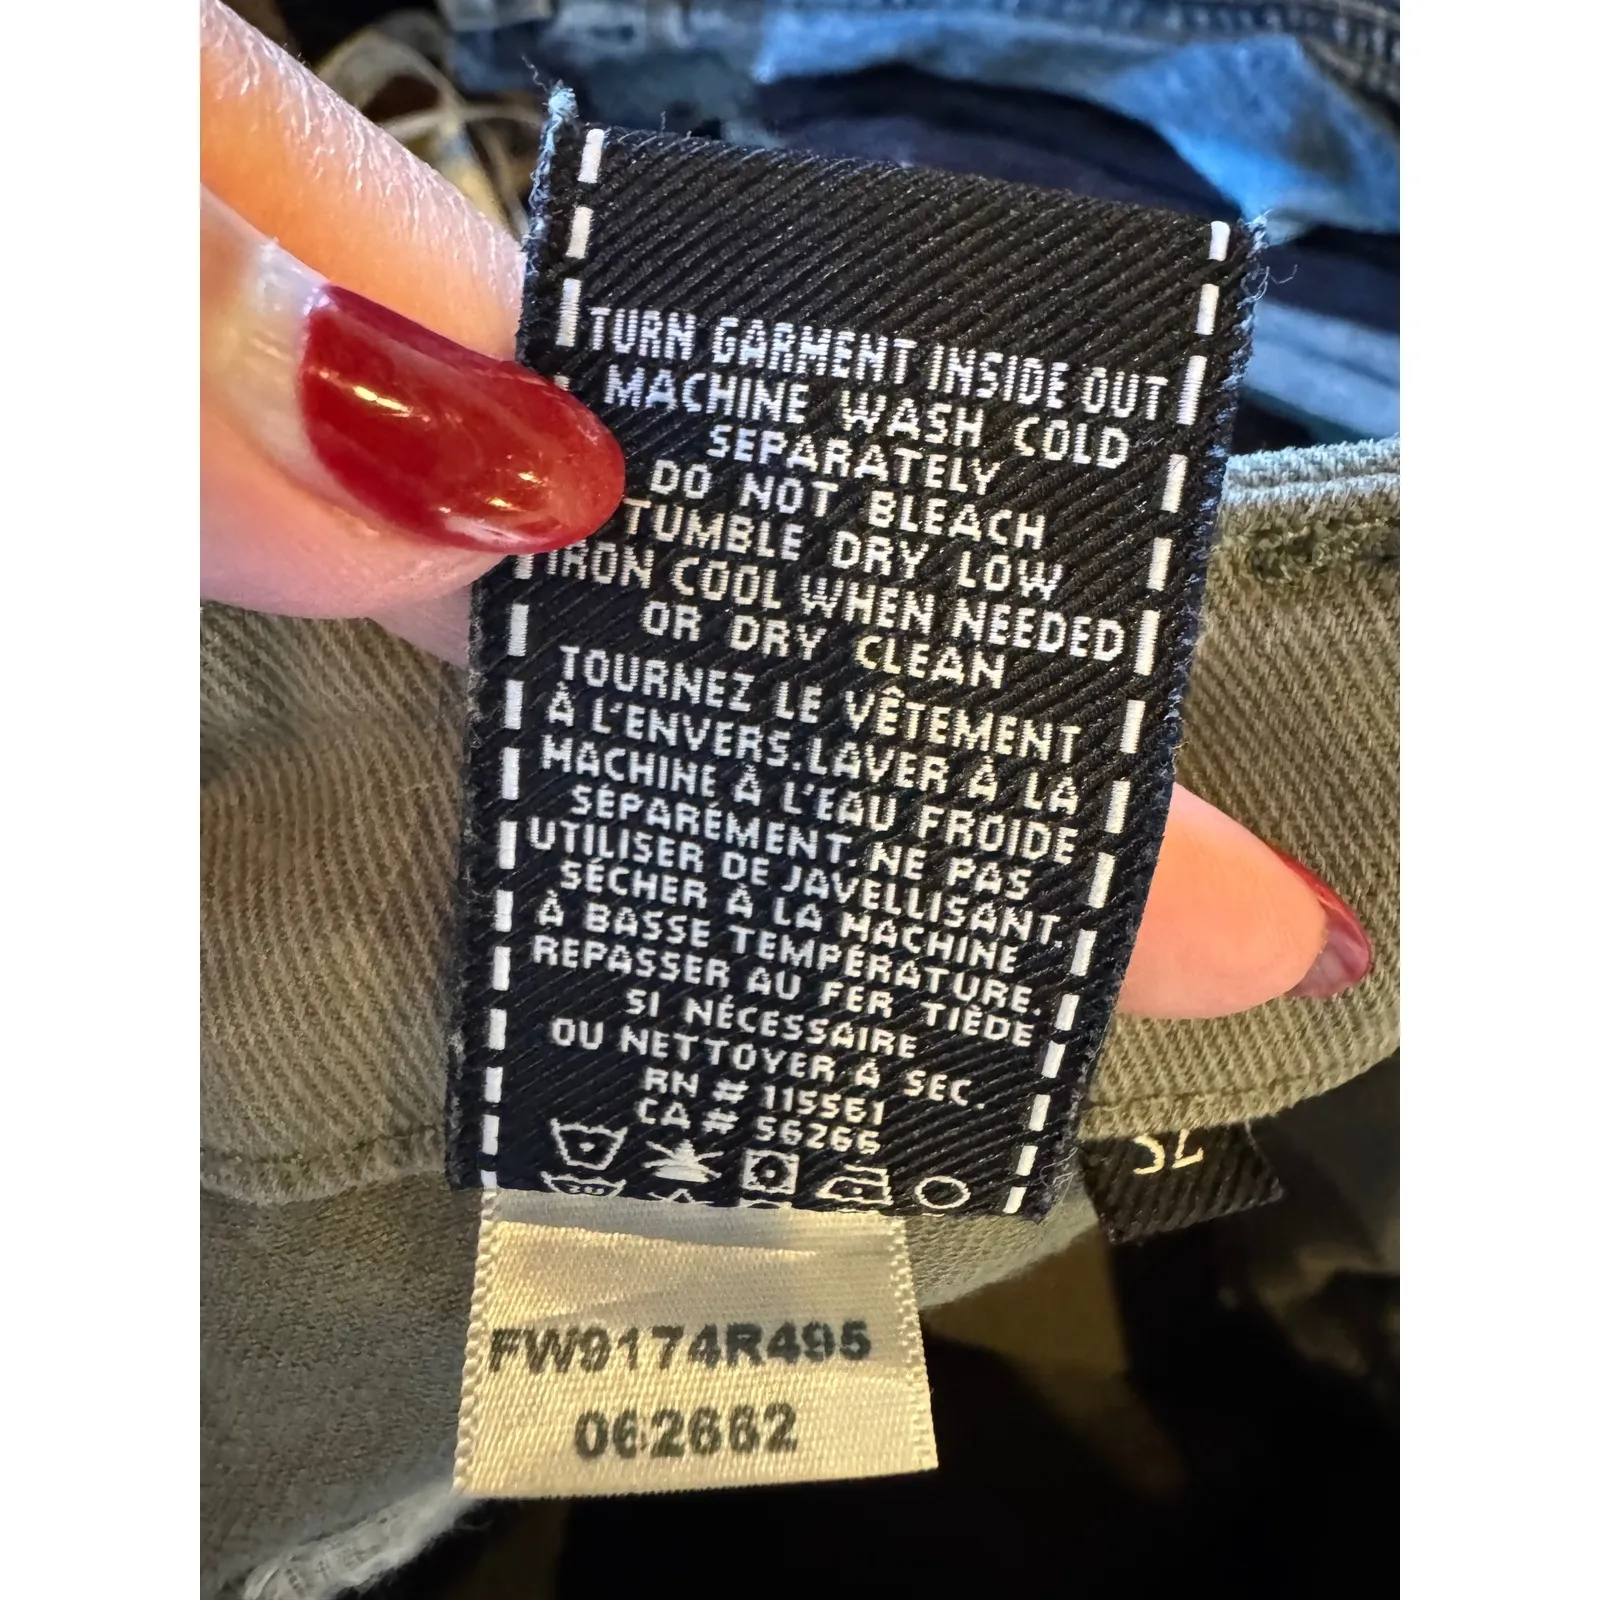 TURN GARMENT INSIDE OUT
MACHINE WASH COLD
SEPARATELY
DO NOT BLEACH
TUMBLE DRY LOW
IRON COOL WHEN NEEDED
OR DRY CLEAN
TOURNEZ LE VÊTEMENT
À L'ENVERS.LAVER À LA
MACHINE À L'EAU FROIDE
SÉPARÉMENT. NE PAS
UTILISER DE JAVELLISANT.
SÉCHER À LA MACHINE
À BASSE TEMPÉRATURE.
REPASSER AU FER TIÈDE
SI NÉCESSAIRE
OU NETTOYER À SEC.
RN # 115561
CA # 56266
FW9174R495
062662